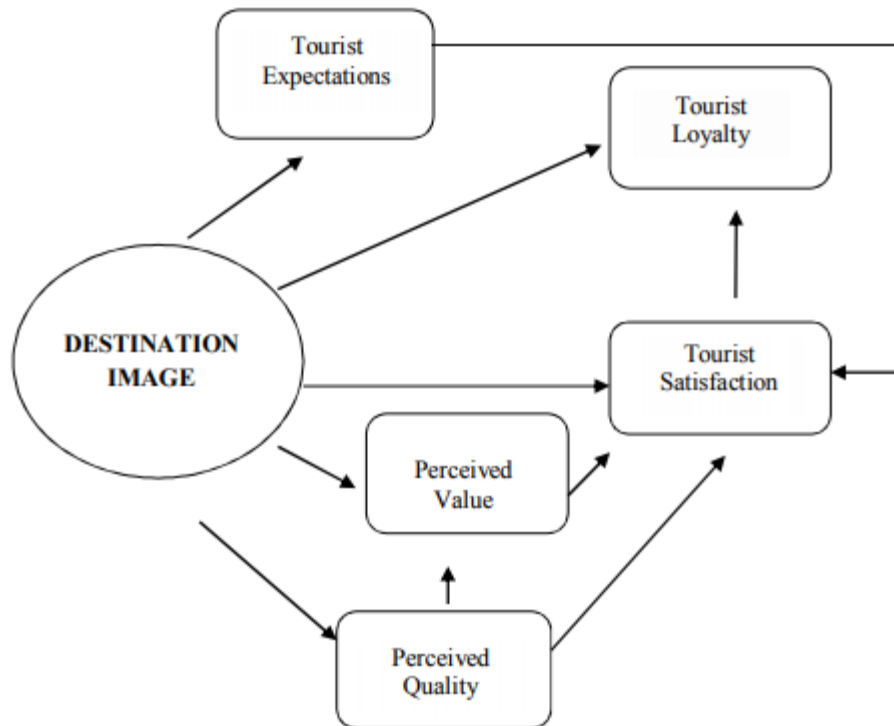 Tourist
Expectations
Tourist
Loyalty
DESTINATION
IMAGE
Tourist
Satisfaction
Perceived
Value
Perceived
Quality